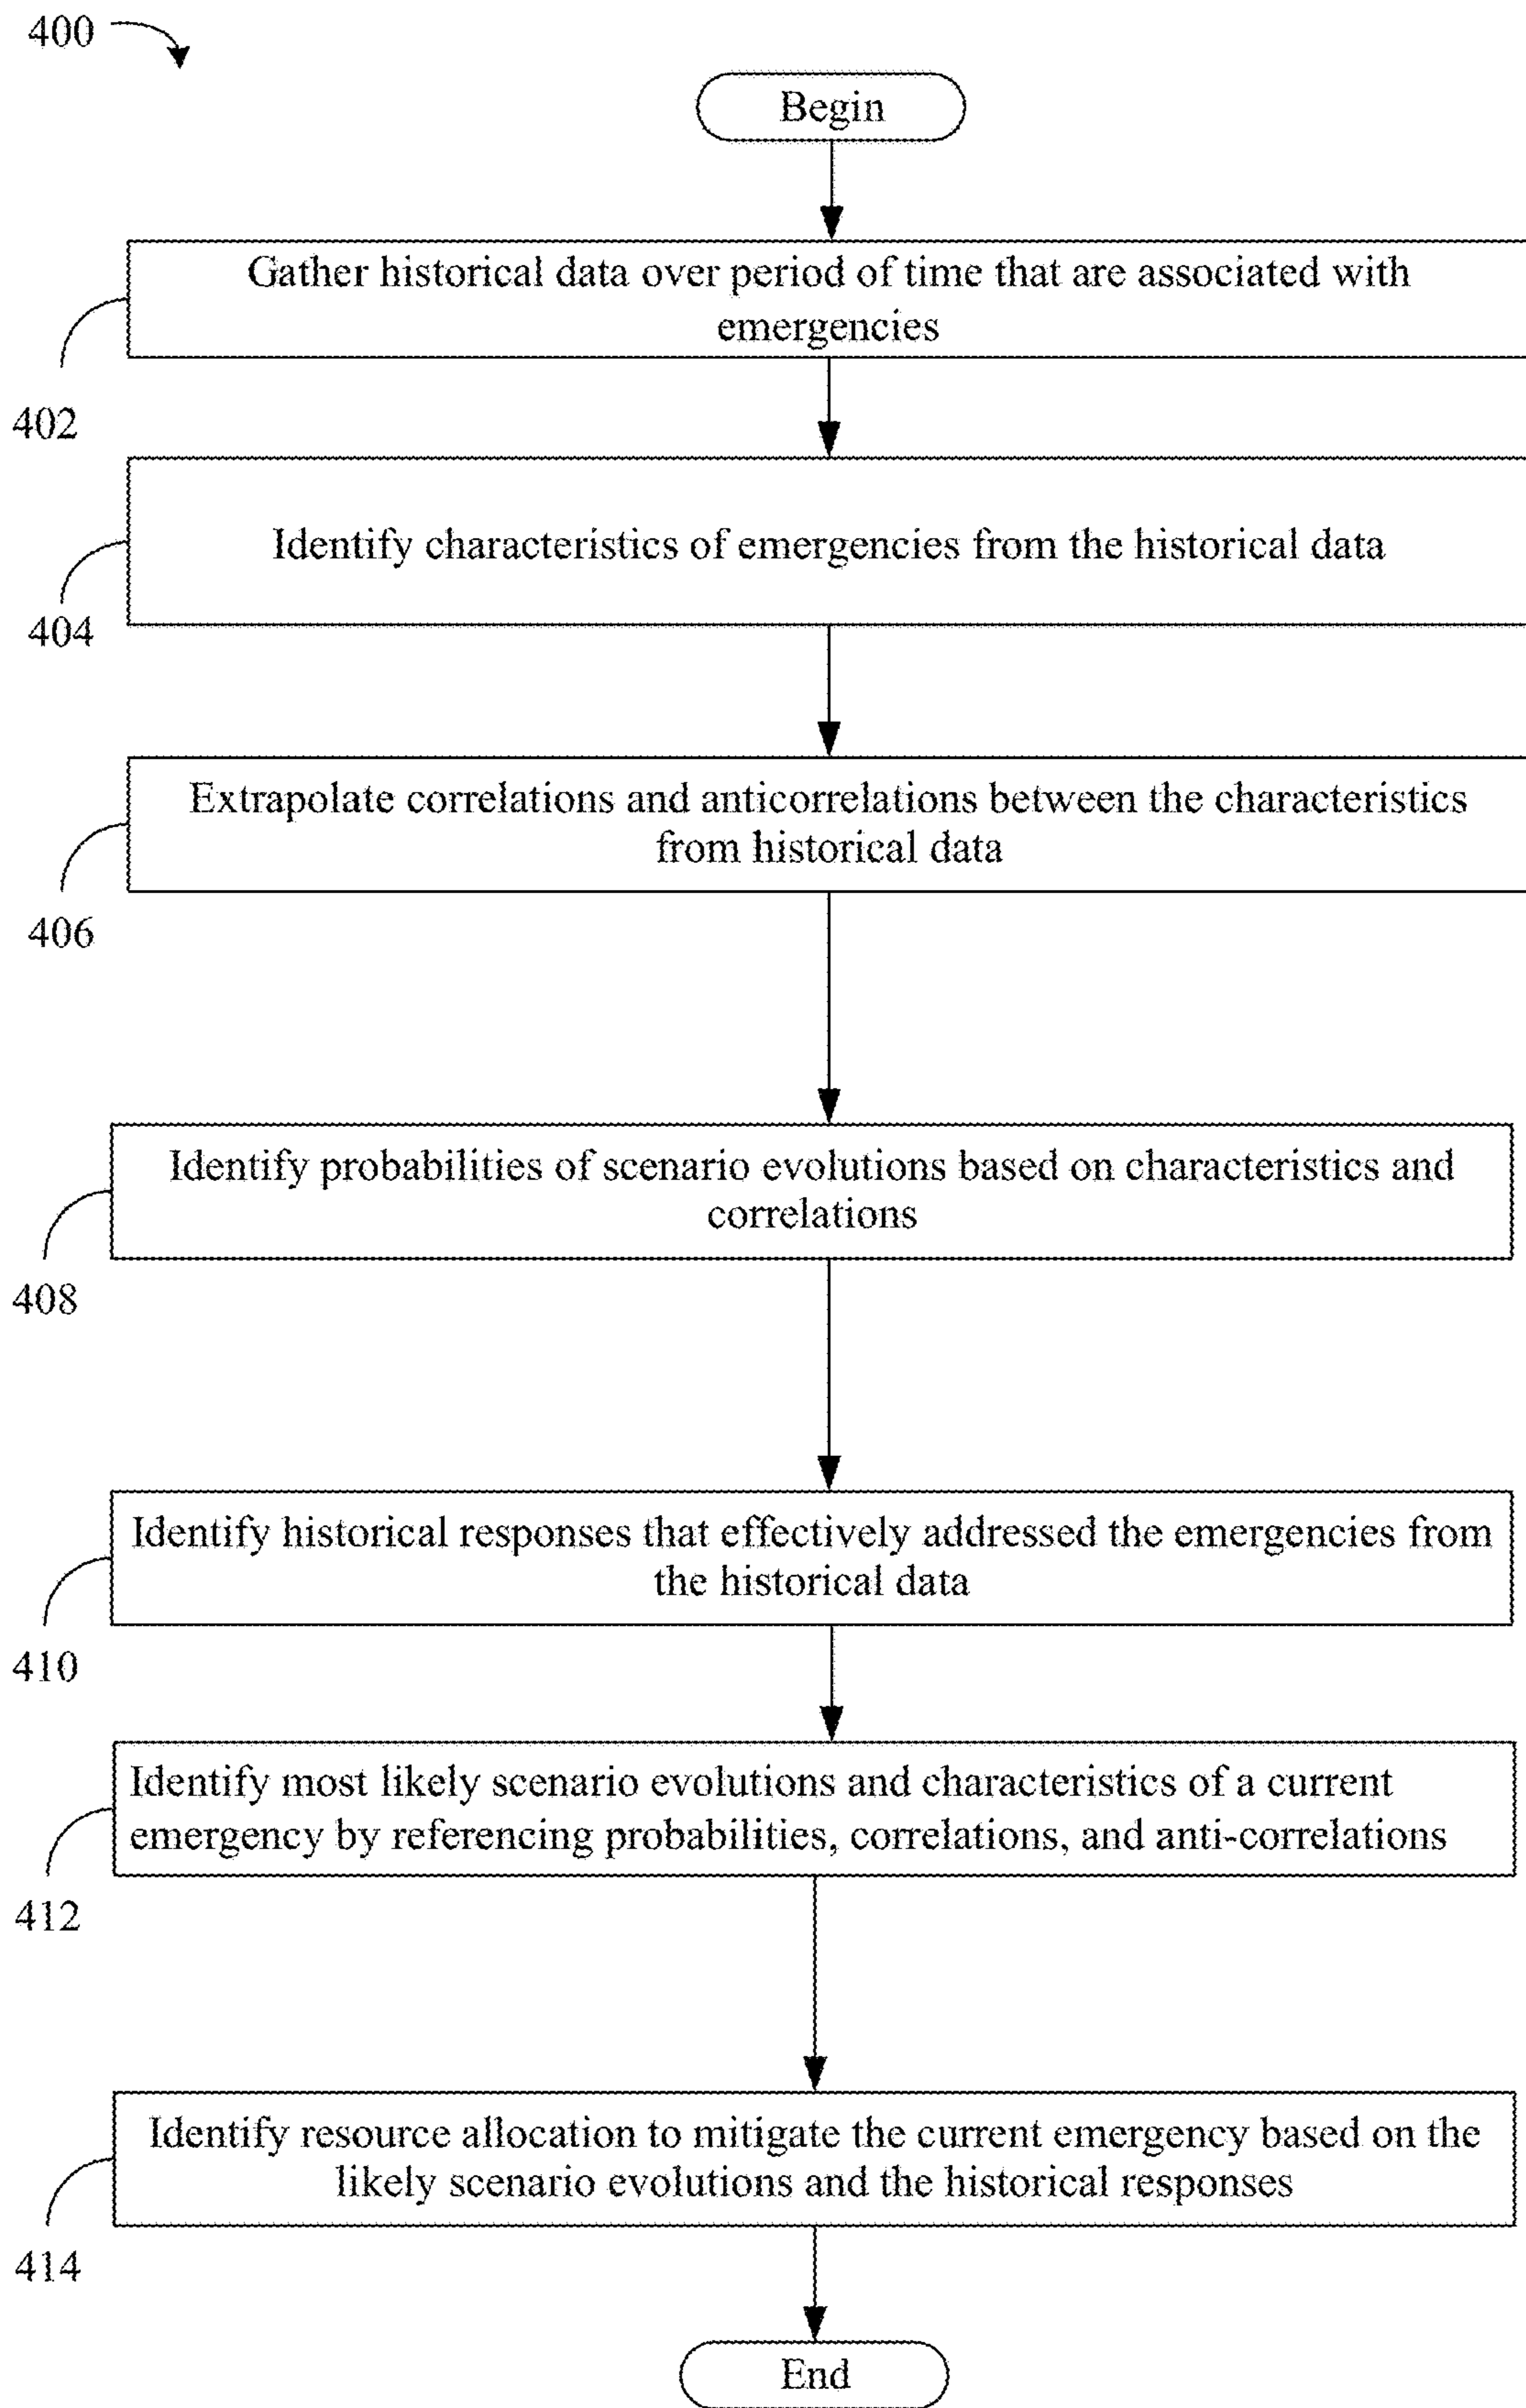 400
Begin
Gather historical data over period of time that are associated with
emergencies
402
Identify characteristics of emergencies from the historical data
404
Extrapolate correlations and anticorrelations between the characteristics
from historical data
406
Identify probabilities of scenario evolutions based on characteristics and
correlations
408
Identify historical responses that effectively addressed the emergencies from
the historical data
410
Identify most likely scenario evolutions and characteristics of a current
emergency by referencing probabilities, correlations, and anti-correlations
412
Identify resource allocation to mitigate the current emergency based on the
likely scenario evolutions and the historical responses
414
End